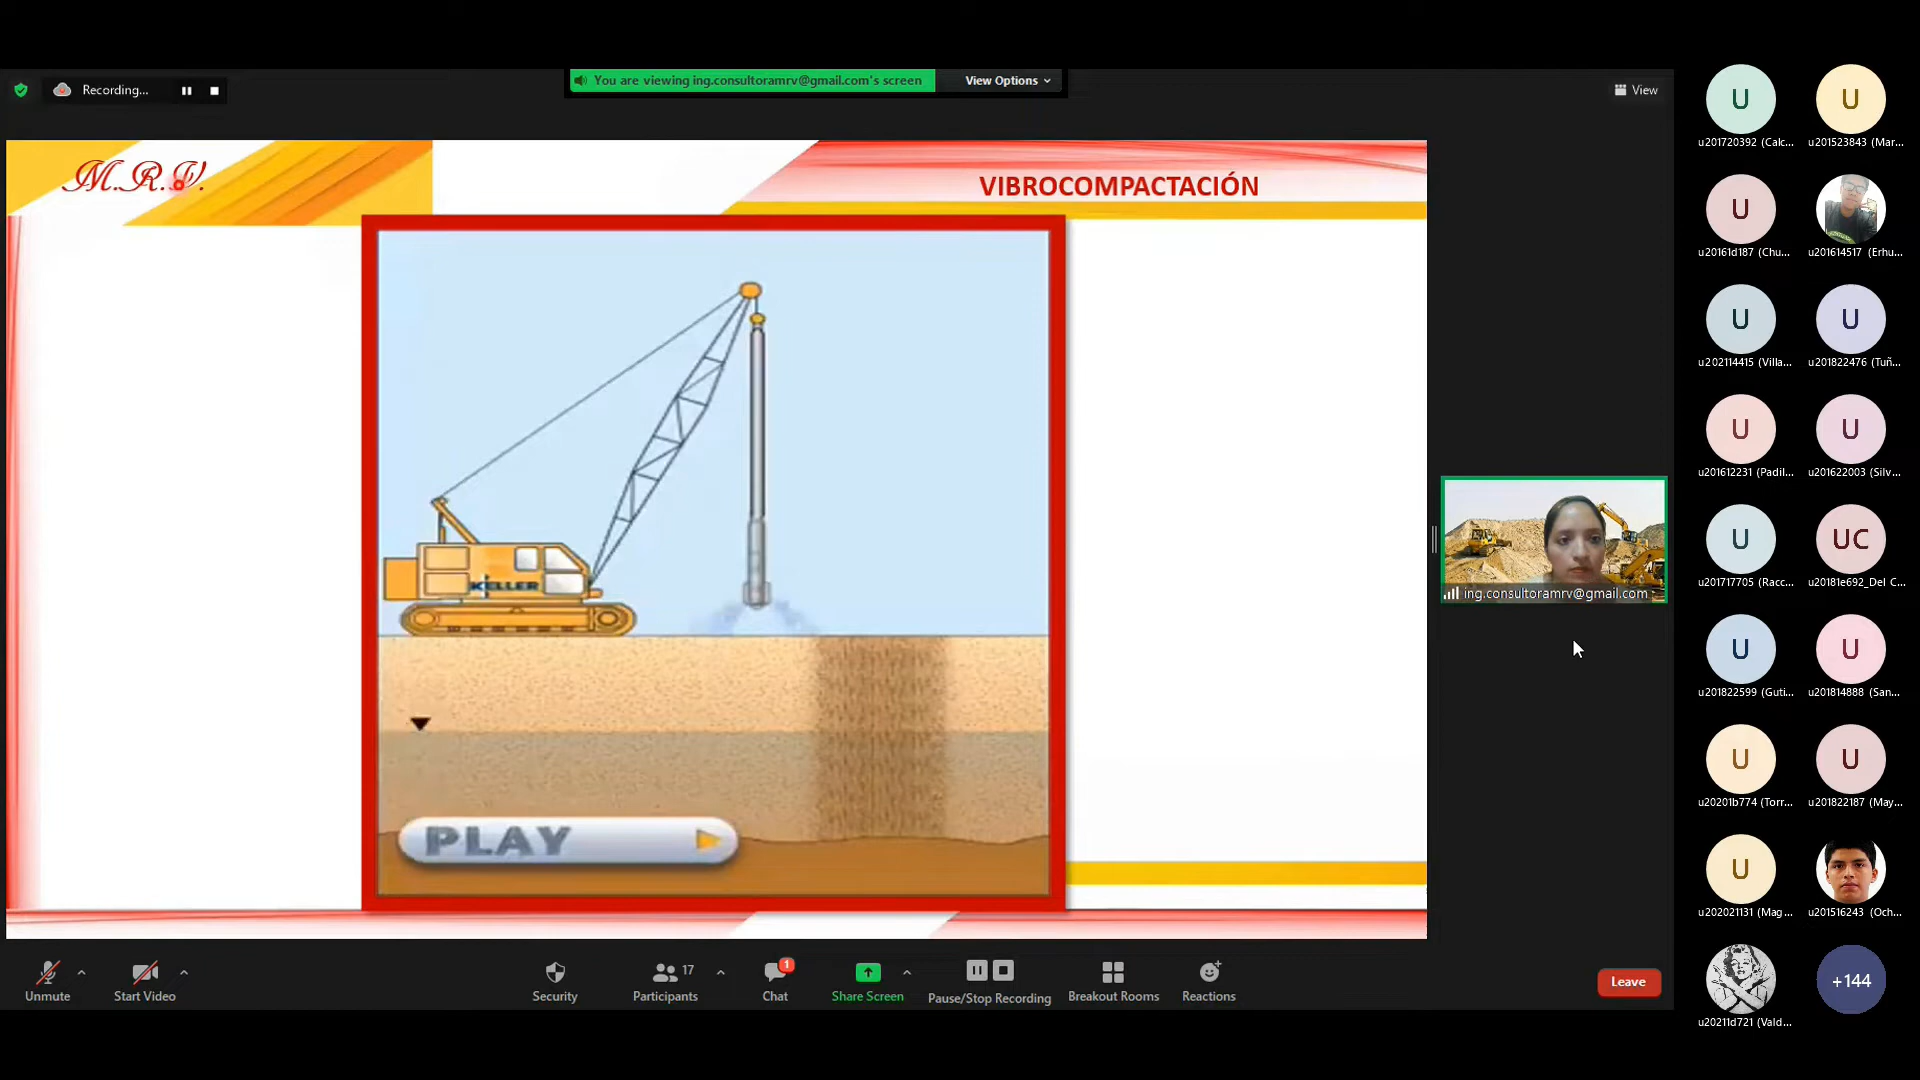 Recording...
You are viewing ing.consultoramrv@gmail.com's screen
View Options
View
M.R.V.
VIBROCOMPACTACIÓN
KELLER
PLAY
ing.consultoramrv@gmail.com
U
u201720392 (Calc...
U
u201523843 (Mar...
U
u20161d187 (Chu...
u201614517 (Erhu...
U
u202114415 (Villa...
U
u201822476 (Tuñ...
U
u201612231 (Padil...
U
u201622003 (Silv...
U
u201717705 (Racc...
UC
u20181e692_Del C...
U
u201822599 (Guti...
U
u201814888 (San...
U
u20201b774 (Torr...
U
u201822187 (May...
U
u202021131 (Mag...
u201516243 (Och...
u20211d721 (Vald...
+144
Unmute
Start Video
Security
Participants
17
Chat
1
Share Screen
Pause/Stop Recording
Breakout Rooms
Reactions
Leave